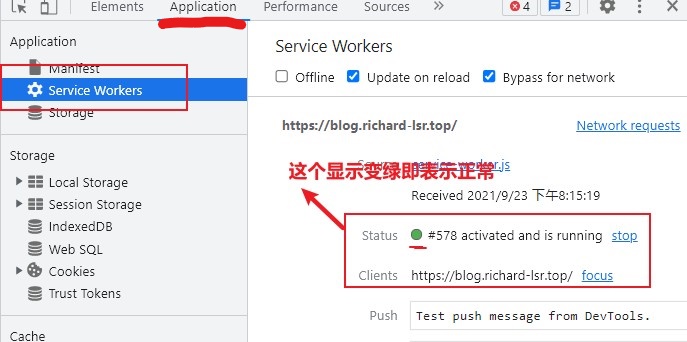 Elements
Application
Performance
Security
4
2
Application
Manifest
Service Workers
Storage
Storage
Local Storage
Session Storage
IndexedDB
Web SQL
Cookies
Trust Tokens
Cache
Service Workers
Offline
Update on reload
Bypass for network
https://blog.richard-lsr.top/
Network requests
Source
service-worker.js
这个显示变绿即表示正常
Received 2021/9/23 下午8:15:19
Status
#578 activated and is running stop
Clients
https://blog.richard-lsr.top/ focus
Push
Test push message from DevTools.